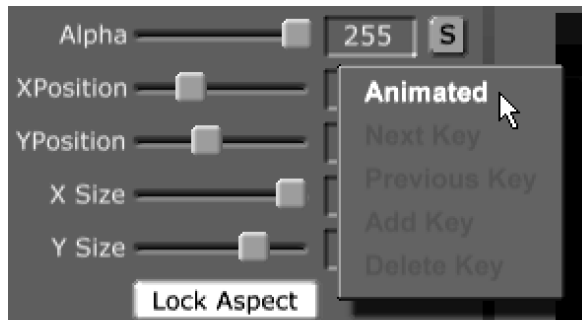 Alpha 255 S
XPosition
YPosition
X Size
Y Size
Lock Aspect
Animated
Next Key
Previous Key
Add Key
Delete Key